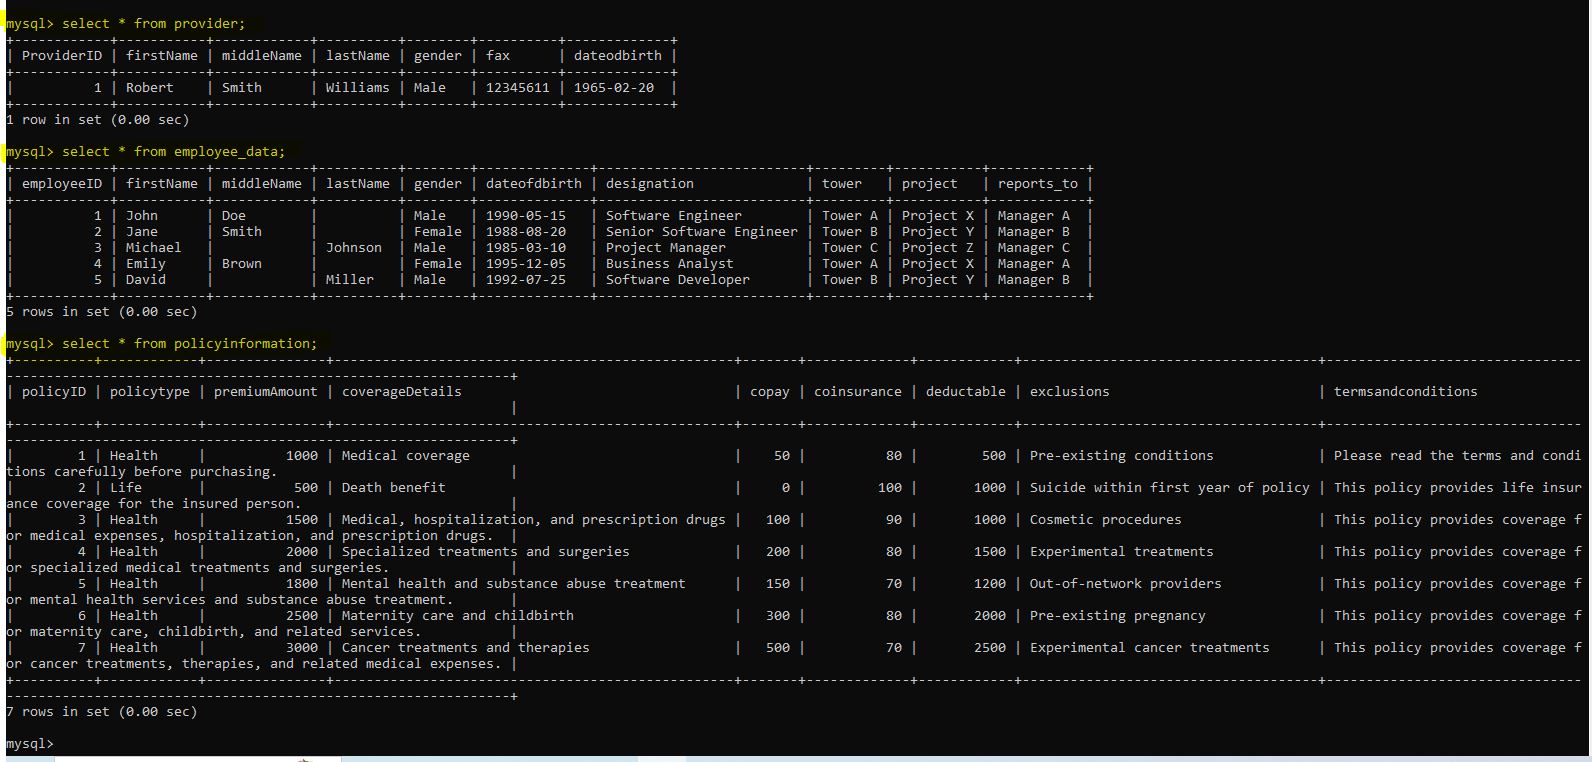 mysql> select * from provider;
+------------+-----------+------------+----------+--------+----------+-------------+
| ProviderID | firstName | middleName | lastName | gender | fax      | dateodbirth |
+------------+-----------+------------+----------+--------+----------+-------------+
|          1 | Robert    | Smith      | Williams | Male   | 12345611 | 1965-02-20  |
+------------+-----------+------------+----------+--------+----------+-------------+
1 row in set (0.00 sec)
mysql> select * from employee_data;
+------------+-----------+------------+----------+--------+--------------+--------------------------+---------+-----------+------------+
| employeeID | firstName | middleName | lastName | gender | dateofdbirth | designation              | tower   | project   | reports_to |
+------------+-----------+------------+----------+--------+--------------+--------------------------+---------+-----------+------------+
|          1 | John      | Doe        |          | Male   | 1990-05-15   | Software Engineer        | Tower A | Project X | Manager A  |
|          2 | Jane      | Smith      |          | Female | 1988-08-20   | Senior Software Engineer | Tower B | Project Y | Manager B  |
|          3 | Michael   |            | Johnson  | Male   | 1985-03-10   | Project Manager          | Tower C | Project Z | Manager C  |
|          4 | Emily     | Brown      |          | Female | 1995-12-05   | Business Analyst         | Tower A | Project X | Manager A  |
|          5 | David     |            | Miller   | Male   | 1992-07-25   | Software Developer       | Tower B | Project Y | Manager B  |
+------------+-----------+------------+----------+--------+--------------+--------------------------+---------+-----------+------------+
5 rows in set (0.00 sec)
mysql> select * from policyinformation;
+----------+------------+---------------+--------------------------------------------------+-------+-------------+------------+-------------------------------------+--------------------------------
---------------------------------------------------------------+
| policyID | policytype | premiumAmount | coverageDetails                                  | copay | coinsurance | deductable | exclusions                          | termsandconditions
                                                               |
+----------+------------+---------------+--------------------------------------------------+-------+-------------+------------+-------------------------------------+--------------------------------
---------------------------------------------------------------+
|        1 | Health     |          1000 | Medical coverage                                 |    50 |          80 |        500 | Pre-existing conditions             | Please read the terms and condi
tions carefully before purchasing.                             |
|        2 | Life       |           500 | Death benefit                                    |     0 |         100 |       1000 | Suicide within first year of policy | This policy provides life insur
ance coverage for the insured person.                          |
|        3 | Health     |          1500 | Medical, hospitalization, and prescription drugs |   100 |          90 |       1000 | Cosmetic procedures                 | This policy provides coverage f
or medical expenses, hospitalization, and prescription drugs.  |
|        4 | Health     |          2000 | Specialized treatments and surgeries             |   200 |          80 |       1500 | Experimental treatments             | This policy provides coverage f
or specialized medical treatments and surgeries.               |
|        5 | Health     |          1800 | Mental health and substance abuse treatment      |   150 |          70 |       1200 | Out-of-network providers            | This policy provides coverage f
or mental health services and substance abuse treatment.       |
|        6 | Health     |          2500 | Maternity care and childbirth                    |   300 |          80 |       2000 | Pre-existing pregnancy              | This policy provides coverage f
or maternity care, childbirth, and related services.           |
|        7 | Health     |          3000 | Cancer treatments and therapies                  |   500 |          70 |       2500 | Experimental cancer treatments      | This policy provides coverage f
or cancer treatments, therapies, and related medical expenses. |
+----------+------------+---------------+--------------------------------------------------+-------+-------------+------------+-------------------------------------+--------------------------------
---------------------------------------------------------------+
7 rows in set (0.00 sec)
mysql>